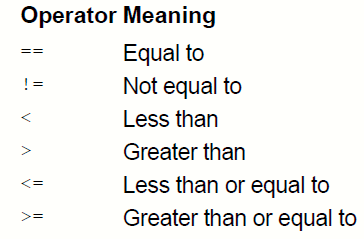 Operator Meaning
== Equal to
!= Not equal to
< Less than
> Greater than
<= Less than or equal to
>= Greater than or equal to